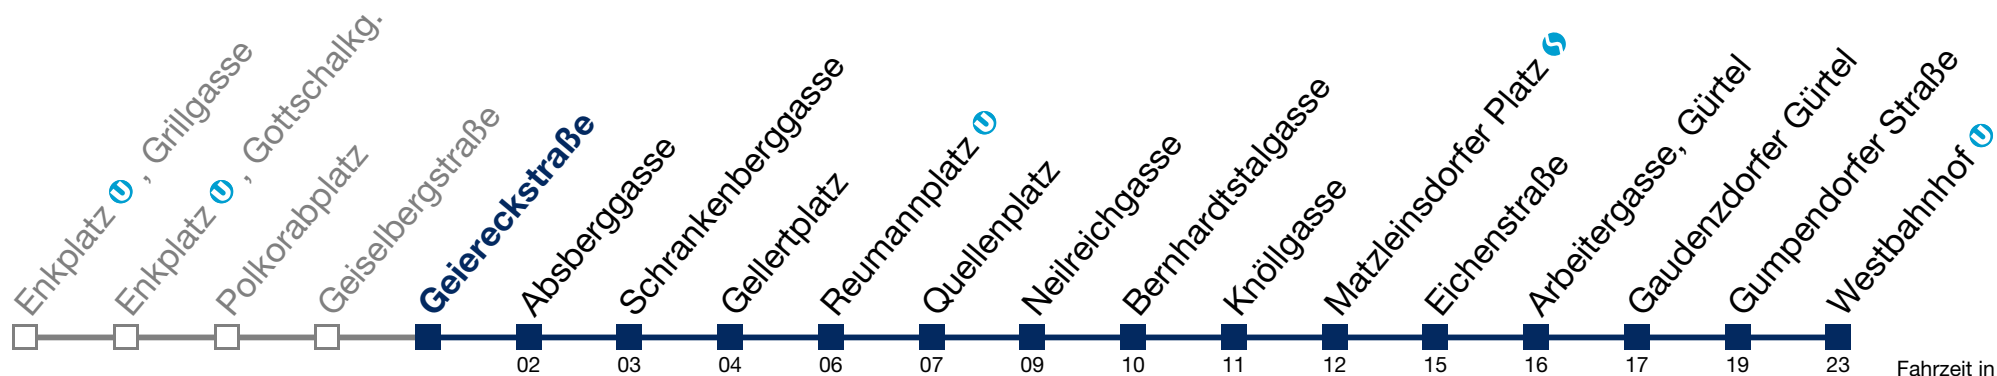 Enkplatz U , Grillgasse
Enkplatz U , Gottschalkg.
Polkorabplatz
Geiselbergstraße
Geiereckstraße
Absberggasse
Schrankenberggasse
Gellertplatz
Reumannplatz U
Quellenplatz
Neilreichgasse
Bernhardtstalgasse
Knöllgasse
Matzleinsdorfer Platz S
Eichenstraße
Arbeitergasse, Gürtel
Gaudenzdorfer Gürtel
Gumpendorfer Straße
Westbahnhof U
02 03 04 06 07 09 10 11 12 15 16 17 19 23 Fahrzeit in